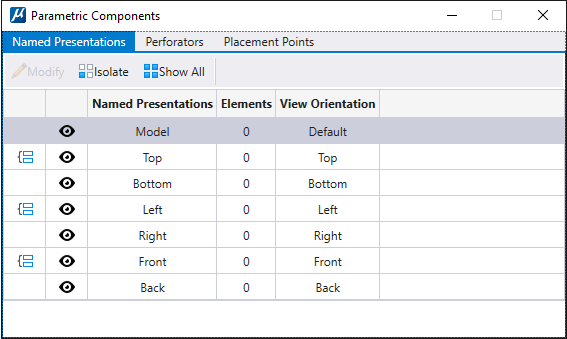 Parametric Components
Named Presentations Perforators Placement Points
Modify Isolate Show All
Named Presentations Elements View Orientation
Model 0 Default
Top 0 Top
Bottom 0 Bottom
Left 0 Left
Right 0 Right
Front 0 Front
Back 0 Back